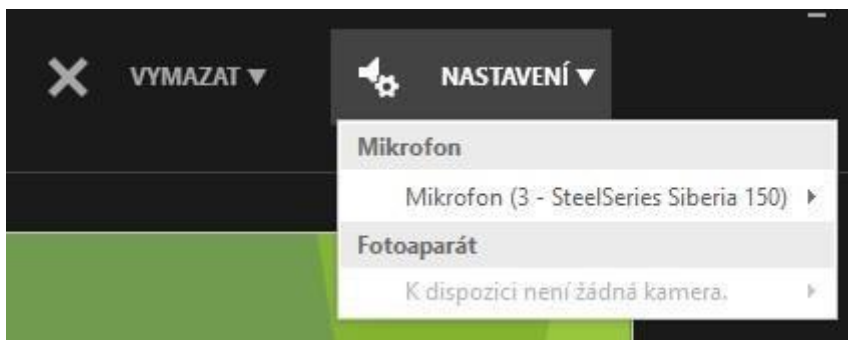 VYMAZAT ▼
NASTAVENÍ ▼
Mikrofon
Mikrofon (3 - SteelSeries Siberia 150)
Fotoaparát
K dispozici není žádná kamera.